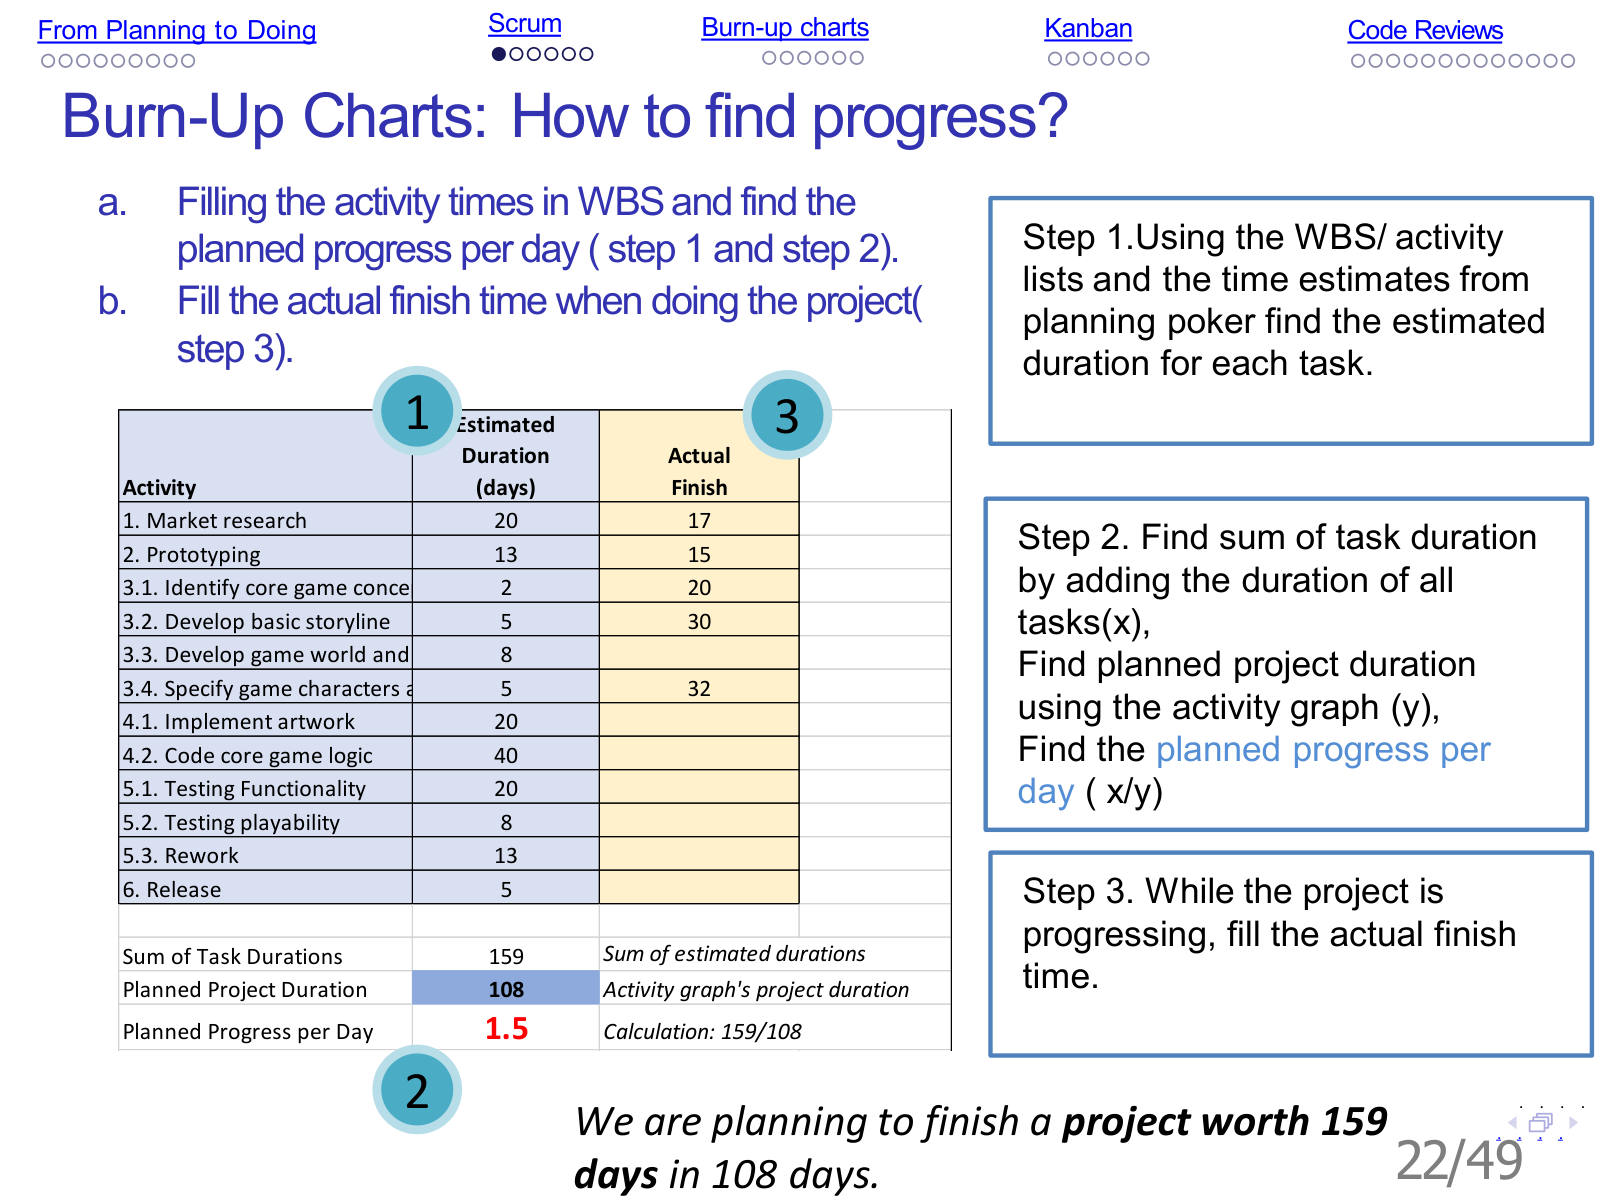 From Planning to Doing
Scrum
Burn-up charts
Kanban
Code Reviews
Burn-Up Charts: How to find progress?
a. Filling the activity times in WBS and find the
planned progress per day ( step 1 and step 2).
b. Fill the actual finish time when doing the project(
step 3).
Step 1.Using the WBS/ activity
lists and the time estimates from
planning poker find the estimated
duration for each task.
Step 2. Find sum of task duration
by adding the duration of all
tasks(x),
Find planned project duration
using the activity graph (y),
Find the planned progress per
day ( x/y)
Step 3. While the project is
progressing, fill the actual finish
time.
1
3
Estimated
Duration Actual
Activity (days) Finish
1. Market research 20 17
2. Prototyping 13 15
3.1. Identify core game conce 2 20
3.2. Develop basic storyline 5 30
3.3. Develop game world and 8
3.4. Specify game characters a 5 32
4.1. Implement artwork 20
4.2. Code core game logic 40
5.1. Testing Functionality 20
5.2. Testing playability 8
5.3. Rework 13
6. Release 5
Sum of Task Durations 159 Sum of estimated durations
Planned Project Duration 108 Activity graph's project duration
Planned Progress per Day 1.5 Calculation: 159/108
2
We are planning to finish a project worth 159
days in 108 days.
22/49